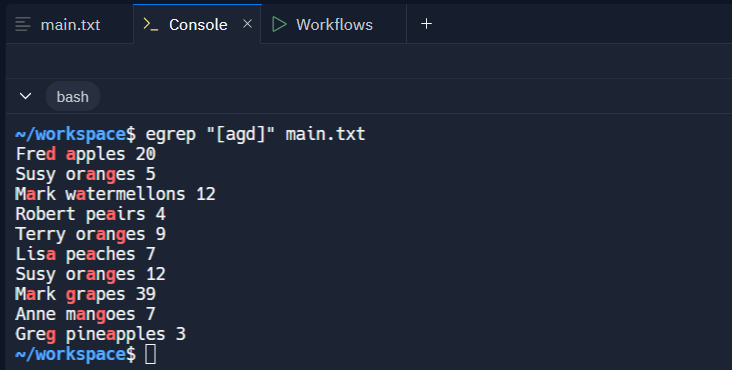 main.txt Console × Workflows +
bash
~/workspace$ egrep "[agd]" main.txt
Fred apples 20
Susy oranges 5
Mark watermellons 12
Robert peairs 4
Terry oranges 9
Lisa peaches 7
Susy oranges 12
Mark grapes 39
Anne mangoes 7
Greg pineapples 3
~/workspace$